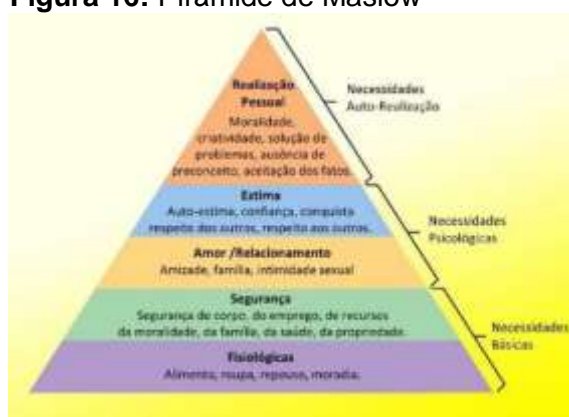 Figura 10: Pirâmide de Maslow
Realização
Pessoal
Moralidade,
criatividade, solução de
problemas, ausência de
preconceito, aceitação dos fatos.
Necessidades
Auto-Realização
Estima
Auto-estima, confiança, conquista
respeito dos outros, respeito aos outros.
Necessidades
Psicológicas
Amor /Relacionamento
Amizade, família, intimidade sexual
Segurança
Segurança do corpo, do emprego, de recursos
da moralidade, da família, da saúde, da propriedade.
Necessidades
Básicas
Fisiológicas
Alimento, roupa, repouso, moradia.